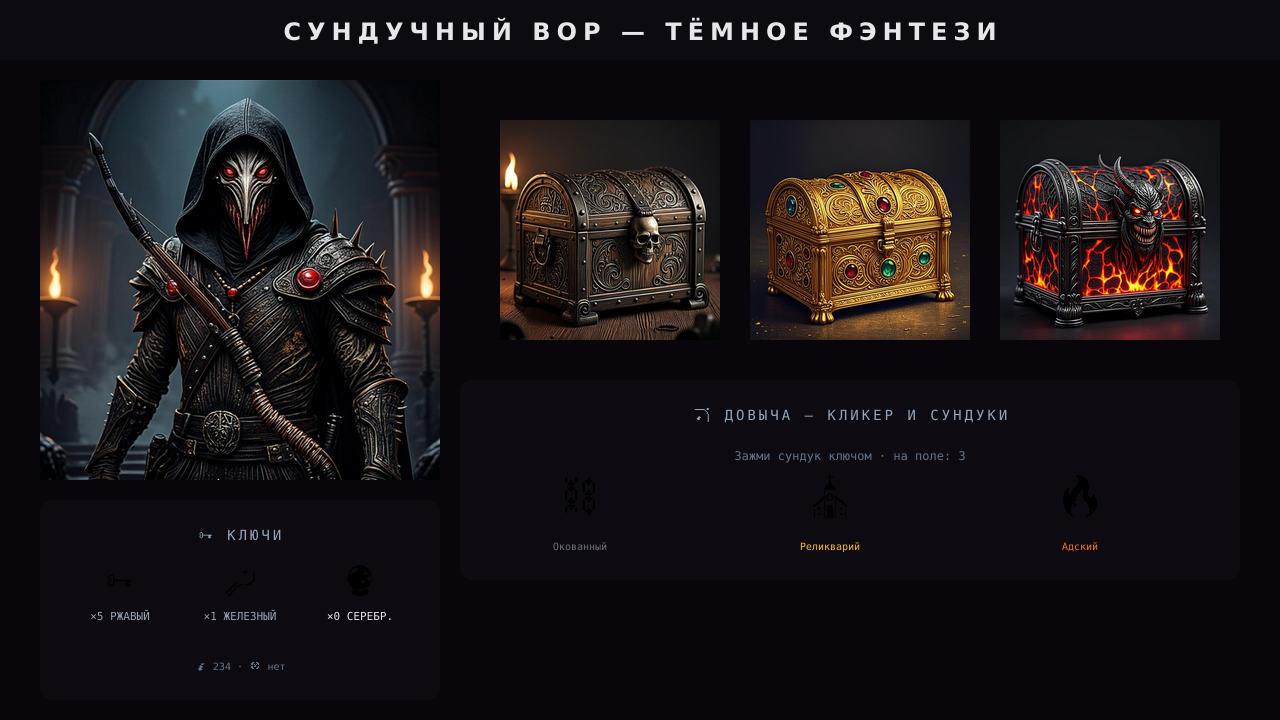 СУНДУЧНЫЙ ВОР — ТЁМНОЕ ФЭНТЕЗИ
ДОВЫЧА — КЛИКЕР И СУНДУКИ
Зажми сундук ключом · на поле: 3
Окованный
Реликварий
Адский
КЛЮЧИ
×5 РЖАВЫЙ
×1 ЖЕЛЕЗНЫЙ
×0 СЕРЕБР.
234 · нет